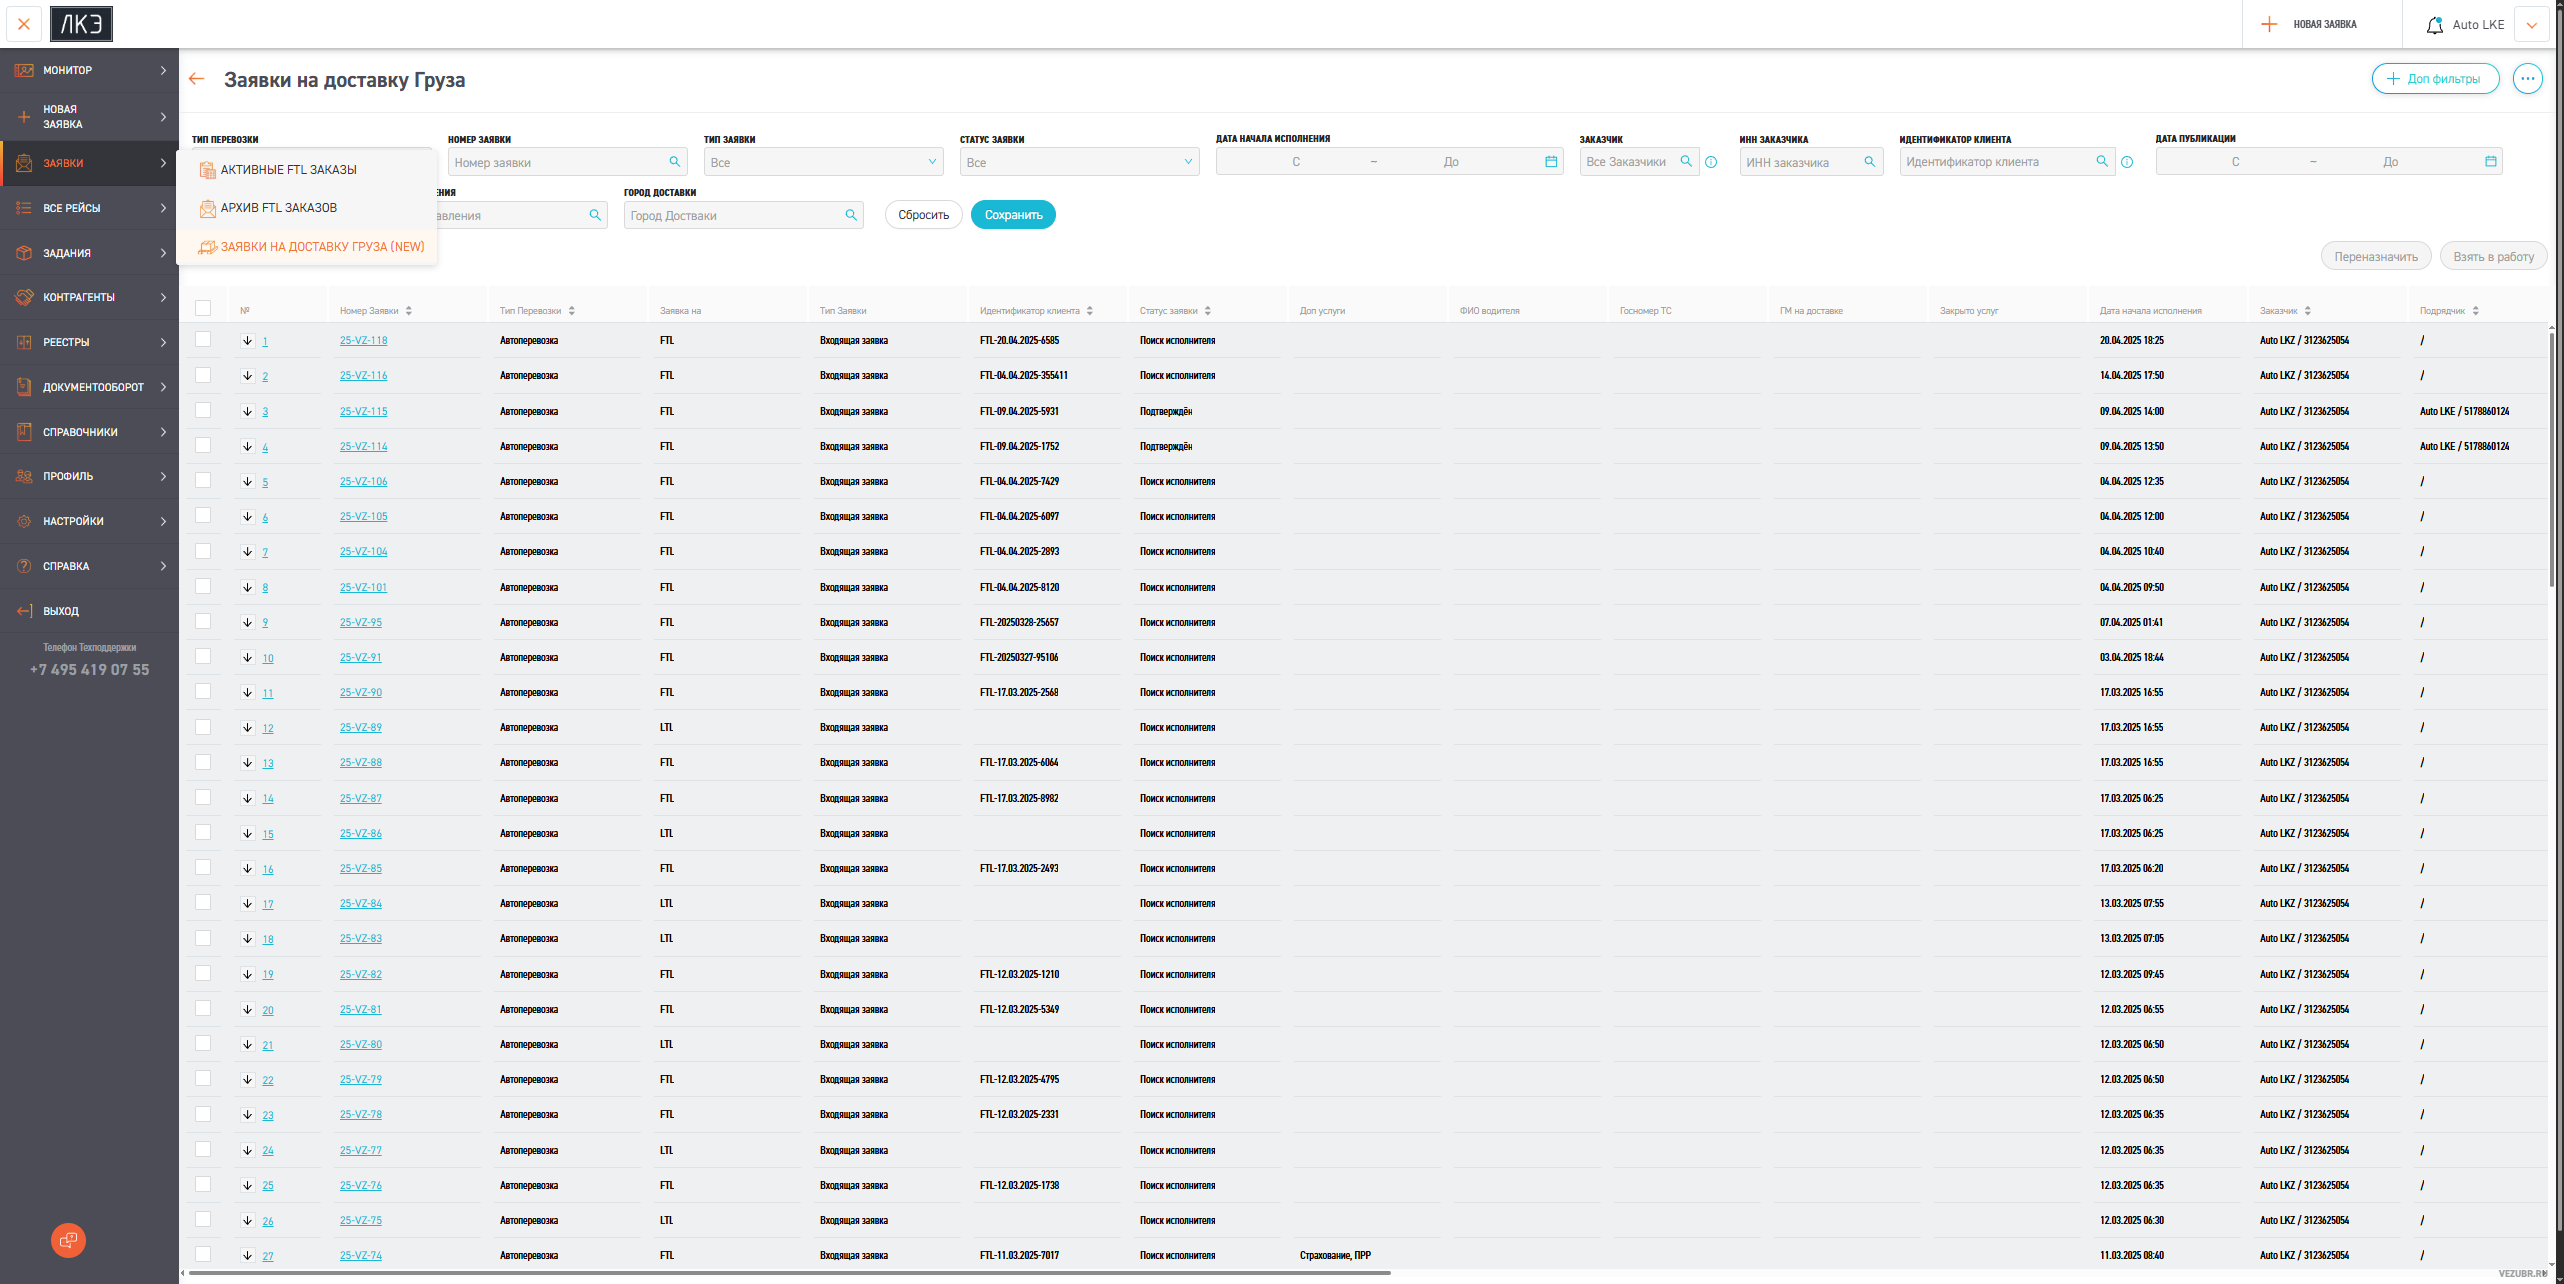 ЛКЭ
НОВАЯ ЗАЯВКА
Auto LKE
МОНИТОР
НОВАЯ
ЗАЯВКА
ЗАЯВКИ
ВСЕ РЕЙСЫ
ЗАДАНИЯ
КОНТРАГЕНТЫ
РЕЕСТРЫ
ДОКУМЕНТООБОРОТ
СПРАВОЧНИКИ
ПРОФИЛЬ
НАСТРОЙКИ
СПРАВКА
ВЫХОД
Телефон Техподдержки
+7 495 419 07 55
АКТИВНЫЕ FTL ЗАКАЗЫ
АРХИВ FTL ЗАКАЗОВ
ЗАЯВКИ НА ДОСТАВКУ ГРУЗА (NEW)
Заявки на доставку Груза
Доп фильтры
ТИП ПЕРЕВОЗКИ
НОМЕР ЗАЯВКИ
Номер заявки
ТИП ЗАЯВКИ
Все
СТАТУС ЗАЯВКИ
Все
ДАТА НАЧАЛА ИСПОЛНЕНИЯ
С ~ До
ЗАКАЗЧИК
Все Заказчики
ИНН ЗАКАЗЧИКА
ИНН заказчика
ИДЕНТИФИКАТОР КЛИЕНТА
Идентификатор клиента
ДАТА ПУБЛИКАЦИИ
С ~ До
ЕНИЯ
авления
ГОРОД ДОСТАВКИ
Город Достваки
Сбросить
Сохранить
Переназначить
Взять в работу
№ Номер Заявки Тип Перевозки Заявка на Тип Заявки Идентификатор клиента Статус заявки Доп услуги ФИО водителя Госномер ТС ГМ на доставке Закрыто услуг Дата начала исполнения Заказчик Подрядчик
1 25-VZ-118 Автоперевозка FTL Входящая заявка FTL-20.04.2025-6585 Поиск исполнителя 20.04.2025 18:25 Auto LKZ / 3123625054 /
2 25-VZ-116 Автоперевозка FTL Входящая заявка FTL-04.04.2025-355411 Поиск исполнителя 14.04.2025 17:50 Auto LKZ / 3123625054 /
3 25-VZ-115 Автоперевозка FTL Входящая заявка FTL-09.04.2025-5931 Подтверждён 09.04.2025 14:00 Auto LKZ / 3123625054 Auto LKE / 5178860124
4 25-VZ-114 Автоперевозка FTL Входящая заявка FTL-09.04.2025-1752 Подтверждён 09.04.2025 13:50 Auto LKZ / 3123625054 Auto LKE / 5178860124
5 25-VZ-106 Автоперевозка FTL Входящая заявка FTL-04.04.2025-7429 Поиск исполнителя 04.04.2025 12:35 Auto LKZ / 3123625054 /
6 25-VZ-105 Автоперевозка FTL Входящая заявка FTL-04.04.2025-6097 Поиск исполнителя 04.04.2025 12:00 Auto LKZ / 3123625054 /
7 25-VZ-104 Автоперевозка FTL Входящая заявка FTL-04.04.2025-2893 Поиск исполнителя 04.04.2025 10:40 Auto LKZ / 3123625054 /
8 25-VZ-101 Автоперевозка FTL Входящая заявка FTL-04.04.2025-8120 Поиск исполнителя 04.04.2025 09:50 Auto LKZ / 3123625054 /
9 25-VZ-95 Автоперевозка FTL Входящая заявка FTL-20250328-25657 Поиск исполнителя 07.04.2025 01:41 Auto LKZ / 3123625054 /
10 25-VZ-91 Автоперевозка FTL Входящая заявка FTL-20250327-95106 Поиск исполнителя 03.04.2025 18:44 Auto LKZ / 3123625054 /
11 25-VZ-90 Автоперевозка FTL Входящая заявка FTL-17.03.2025-2568 Поиск исполнителя 17.03.2025 16:55 Auto LKZ / 3123625054 /
12 25-VZ-89 Автоперевозка LTL Входящая заявка Поиск исполнителя 17.03.2025 16:55 Auto LKZ / 3123625054 /
13 25-VZ-88 Автоперевозка FTL Входящая заявка FTL-17.03.2025-6064 Поиск исполнителя 17.03.2025 16:55 Auto LKZ / 3123625054 /
14 25-VZ-87 Автоперевозка FTL Входящая заявка FTL-17.03.2025-8982 Поиск исполнителя 17.03.2025 06:25 Auto LKZ / 3123625054 /
15 25-VZ-86 Автоперевозка LTL Входящая заявка Поиск исполнителя 17.03.2025 06:25 Auto LKZ / 3123625054 /
16 25-VZ-85 Автоперевозка FTL Входящая заявка FTL-17.03.2025-2493 Поиск исполнителя 17.03.2025 06:20 Auto LKZ / 3123625054 /
17 25-VZ-84 Автоперевозка LTL Входящая заявка Поиск исполнителя 13.03.2025 07:55 Auto LKZ / 3123625054 /
18 25-VZ-83 Автоперевозка LTL Входящая заявка Поиск исполнителя 13.03.2025 07:05 Auto LKZ / 3123625054 /
19 25-VZ-82 Автоперевозка FTL Входящая заявка FTL-12.03.2025-1210 Поиск исполнителя 12.03.2025 09:45 Auto LKZ / 3123625054 /
20 25-VZ-81 Автоперевозка FTL Входящая заявка FTL-12.03.2025-5349 Поиск исполнителя 12.03.2025 06:55 Auto LKZ / 3123625054 /
21 25-VZ-80 Автоперевозка LTL Входящая заявка Поиск исполнителя 12.03.2025 06:50 Auto LKZ / 3123625054 /
22 25-VZ-79 Автоперевозка FTL Входящая заявка FTL-12.03.2025-4795 Поиск исполнителя 12.03.2025 06:50 Auto LKZ / 3123625054 /
23 25-VZ-78 Автоперевозка FTL Входящая заявка FTL-12.03.2025-2331 Поиск исполнителя 12.03.2025 06:35 Auto LKZ / 3123625054 /
24 25-VZ-77 Автоперевозка LTL Входящая заявка Поиск исполнителя 12.03.2025 06:35 Auto LKZ / 3123625054 /
25 25-VZ-76 Автоперевозка FTL Входящая заявка FTL-12.03.2025-1738 Поиск исполнителя 12.03.2025 06:35 Auto LKZ / 3123625054 /
26 25-VZ-75 Автоперевозка LTL Входящая заявка Поиск исполнителя 12.03.2025 06:30 Auto LKZ / 3123625054 /
27 25-VZ-74 Автоперевозка FTL Входящая заявка FTL-11.03.2025-7017 Поиск исполнителя Страхование, ПРР 11.03.2025 08:40 Auto LKZ / 3123625054 /
VEZUBR.RU